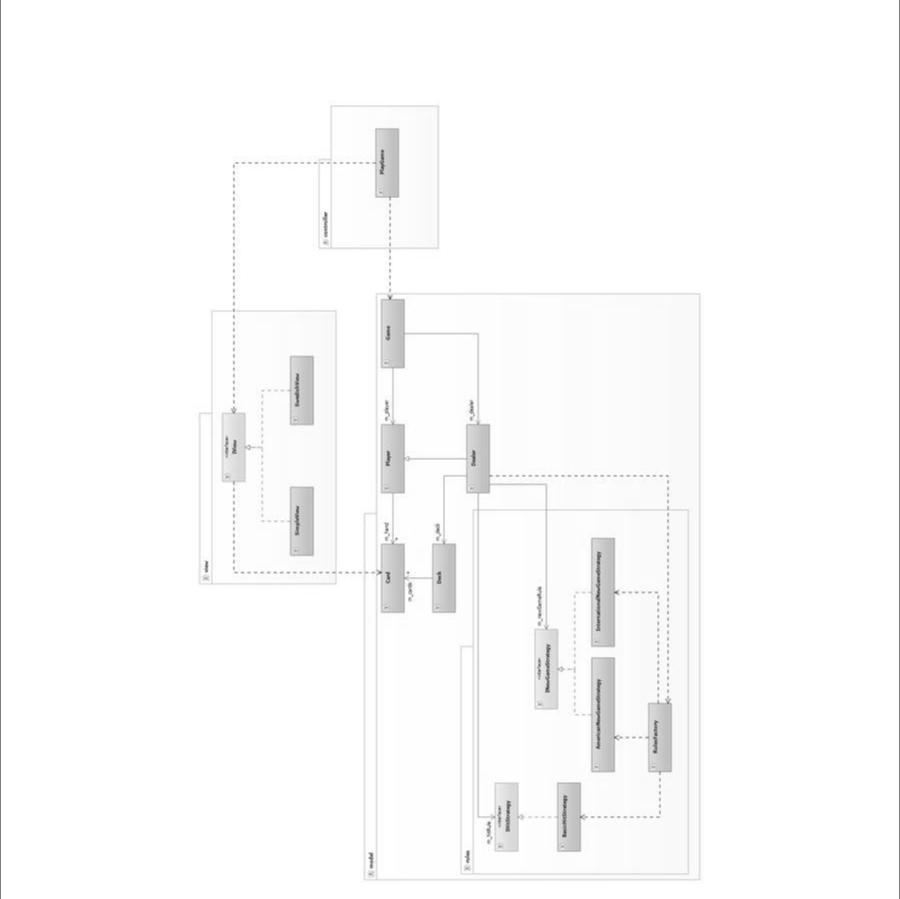 controller
PlayGame
view
«interface»
IView
SimpleView
SwedishView
model
Game
m_player
m_dealer
Player
Dealer
m_hand
m_deck
Card
Deck
m_cards
rules
m_newGameRule
«interface»
INewGameStrategy
InternationalNewGameStrategy
AmericanNewGameStrategy
RulesFactory
m_hitRule
«interface»
IHitStrategy
BasicHitStrategy